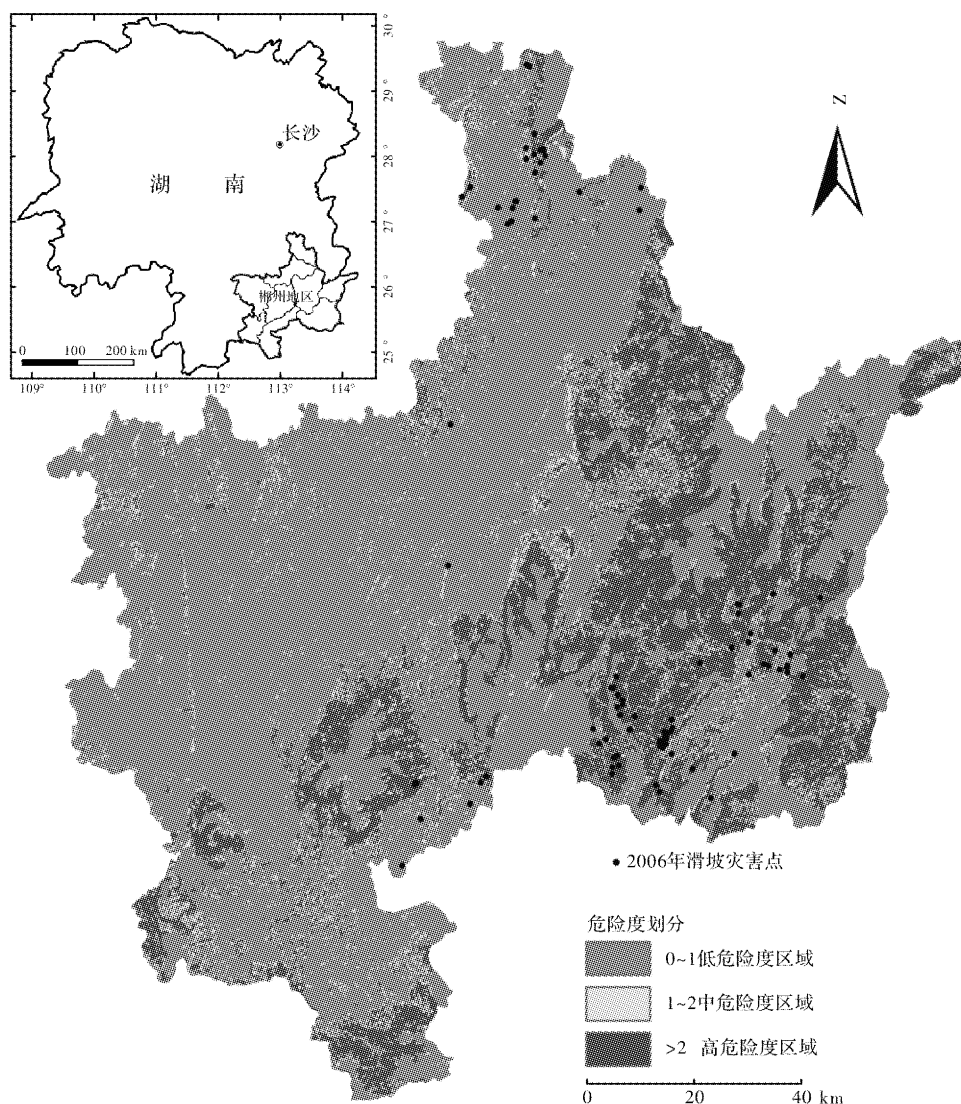 30°
29°
28°
27°
26°
25°
长沙
湖 南
郴州地区
0 100 200 km
109° 110° 111° 112° 113° 114°
N
2006年滑坡灾害点
危险度划分
0~1低危险度区域
1~2中危险度区域
>2 高危险度区域
0 20 40 km